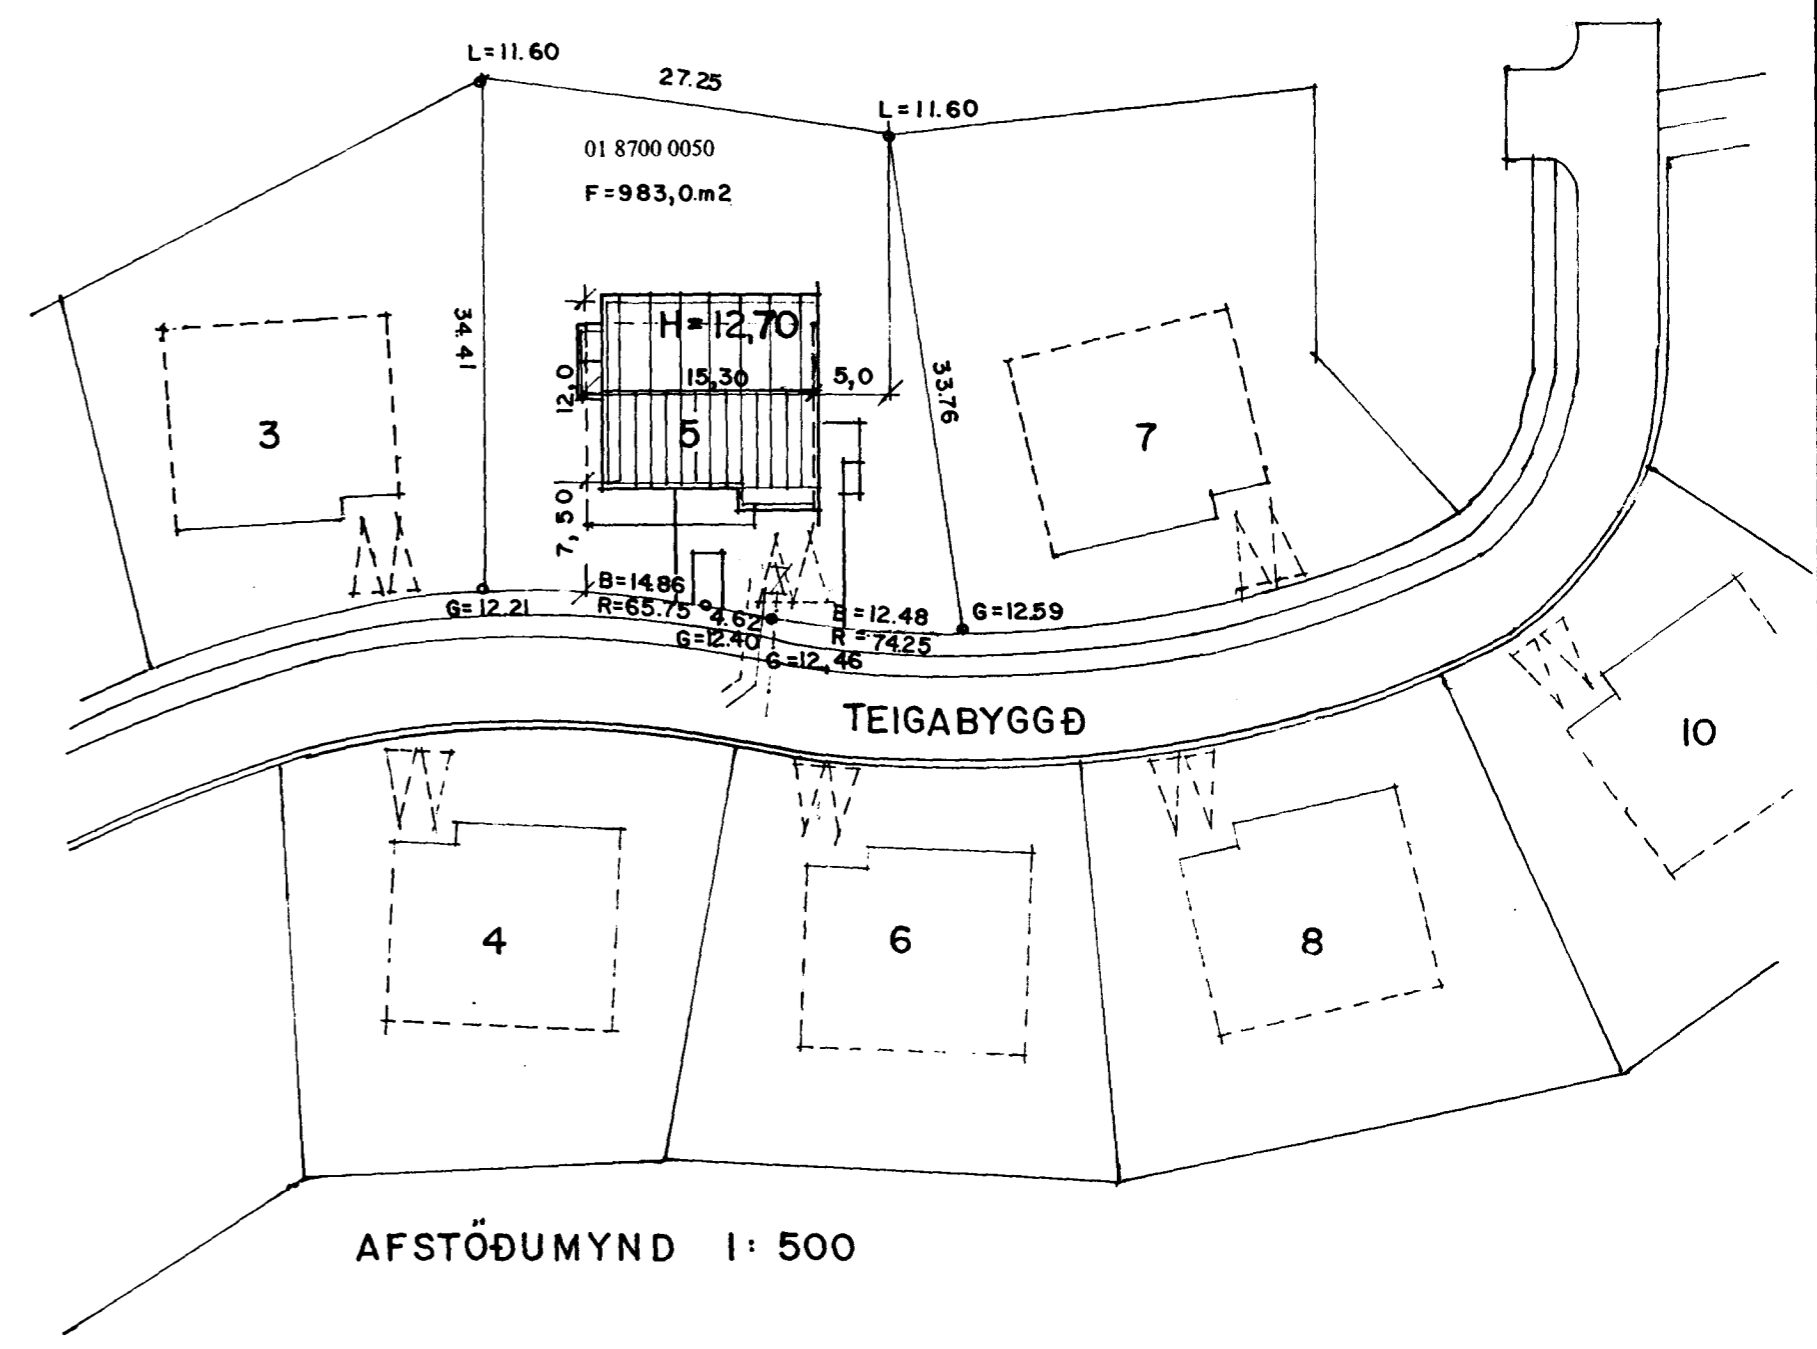 L=11.60
27.25
L=11.60
01 8700 0050
F=983,0.m2
34.41
H=12,70
12,0
15,30
5,0
33.76
3
5
7
7,50
B=14.86
R=65.75
G=12.21
4.62
G=12.40
G=12,46
B=12.48
R=74.25
G=12.59
TEIGABYGGÐ
10
4
6
8
AFSTÖÐUMYND 1:500